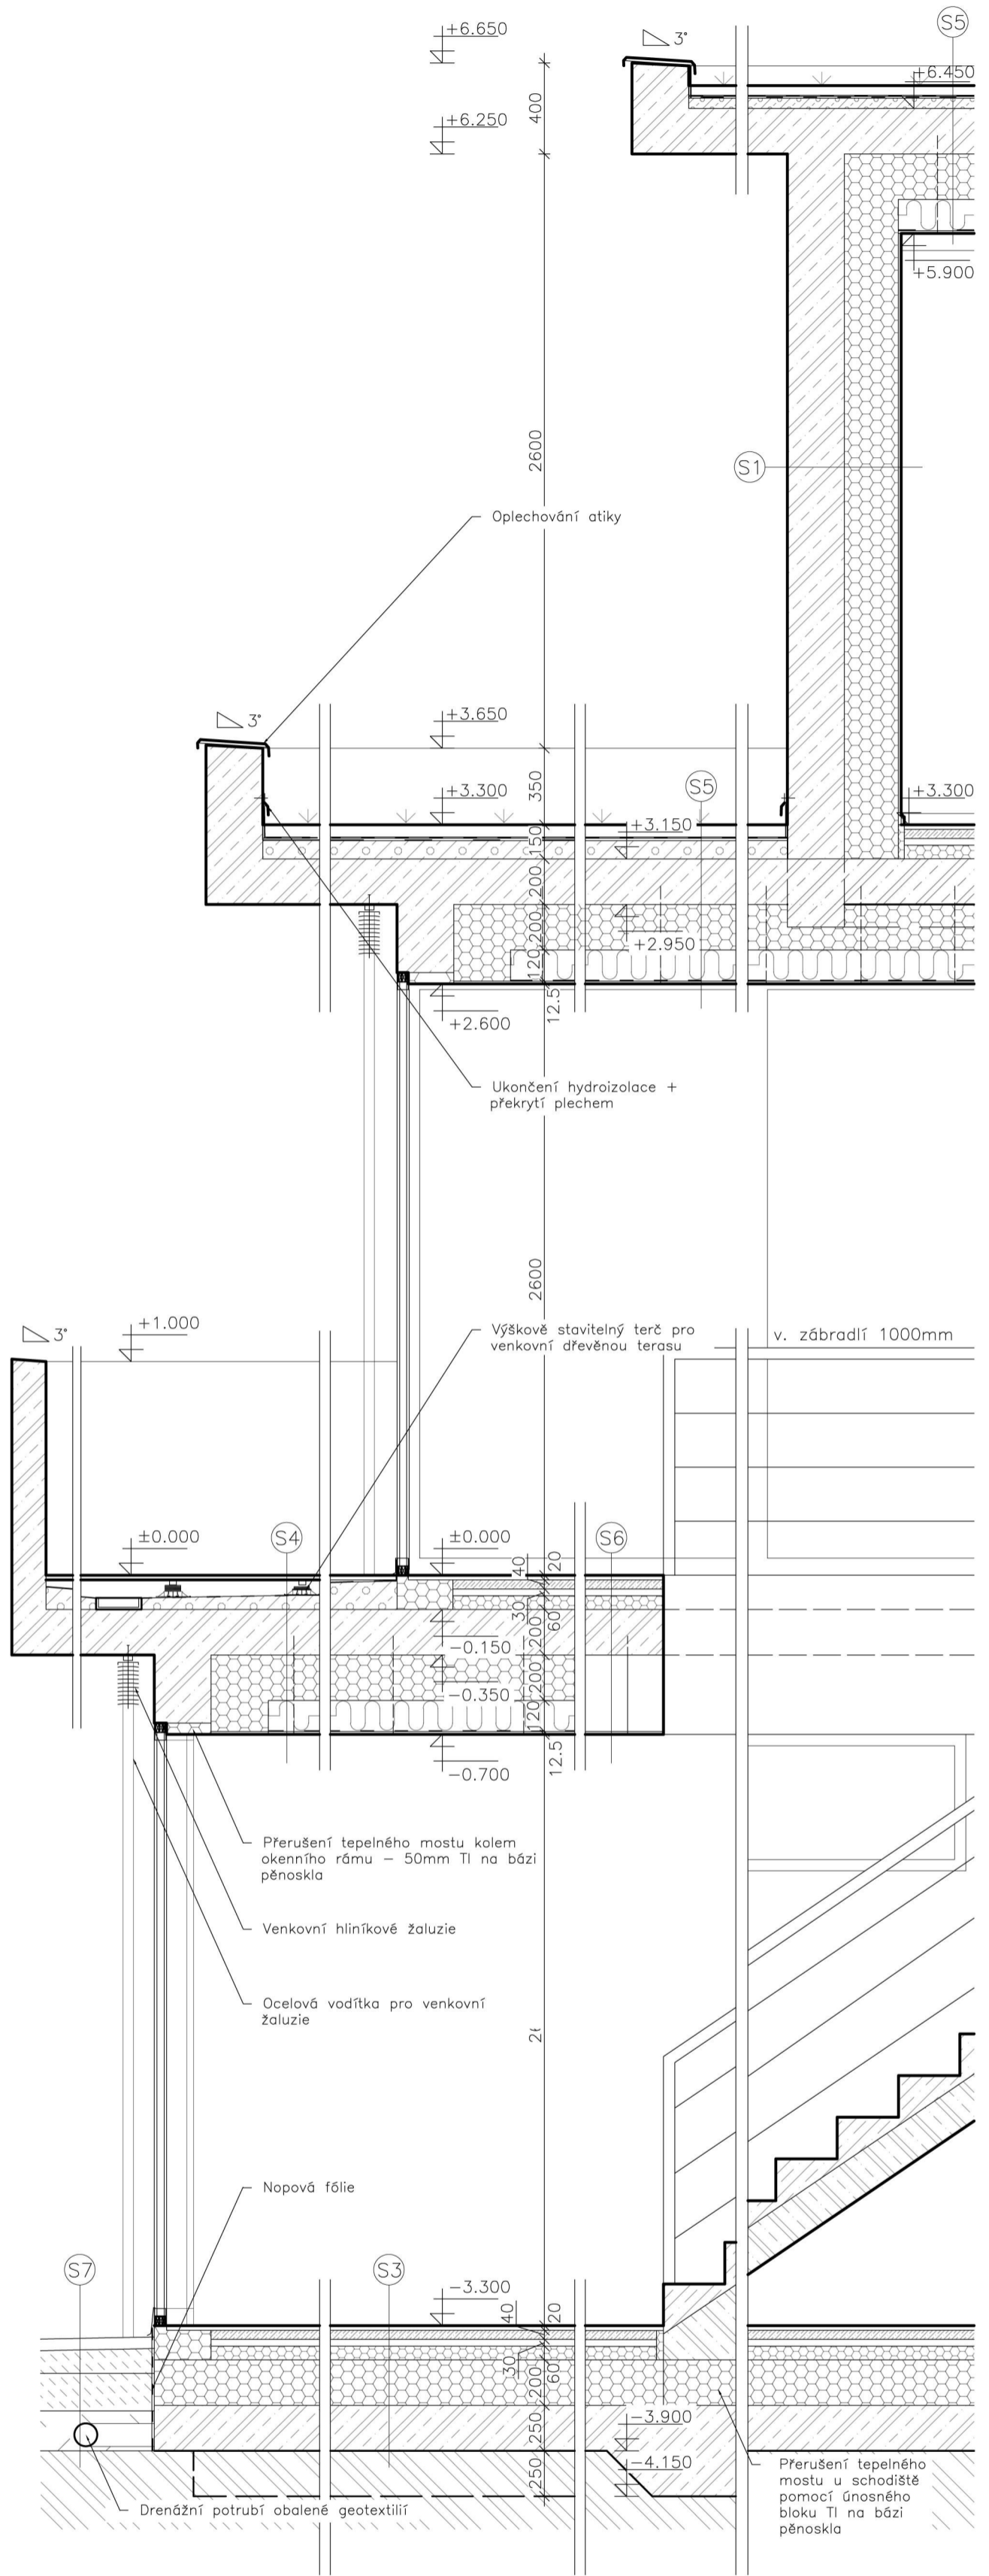 S5
+6.650
3°
+6.450
400
+6.250
+5.900
2600
S1
Oplechování atiky
3°
+3.650
+3.300
350
S5
+3.300
+3.150
150
200
200
+2.950
120
12.5
+2.600
Ukončení hydroizolace +
překrytí plechem
2600
3°
+1.000
Výškově stavitelný terč pro
venkovní dřevěnou terasu
v. zábradlí 1000mm
±0.000
S4
±0.000
S6
40
20
30
60
200
-0.150
200
-0.350
120
12.5
-0.700
Přerušení tepelného mostu kolem
okenního rámu – 50mm TI na bázi
pěnoskla
Venkovní hliníkové žaluzie
Ocelová vodítka pro venkovní
žaluzie
Nopová fólie
S7
S3
-3.300
40
20
30
60
200
250
-3.900
250
-4.150
Přerušení tepelného
mostu u schodiště
pomocí únosného
bloku TI na bázi
pěnoskla
Drenážní potrubí obalené geotextilií